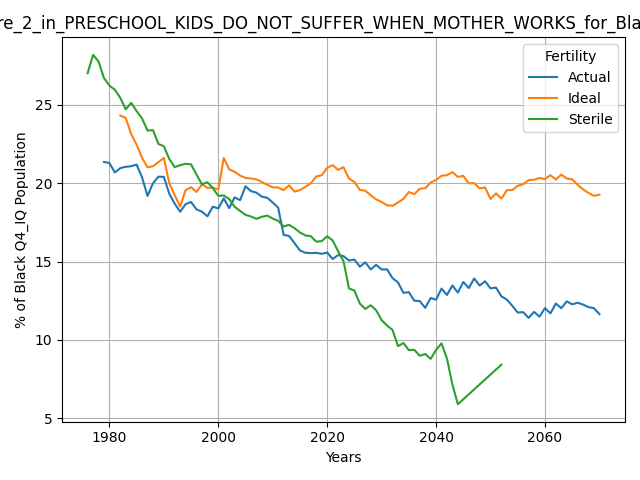 re_2_in_PRESCHOOL_KIDS_DO_NOT_SUFFER_WHEN_MOTHER_WORKS_for_Bla
Fertility
Actual
Ideal
Sterile
25
20
15
10
5
% of Black Q4_IQ Population
1980
2000
2020
2040
2060
Years